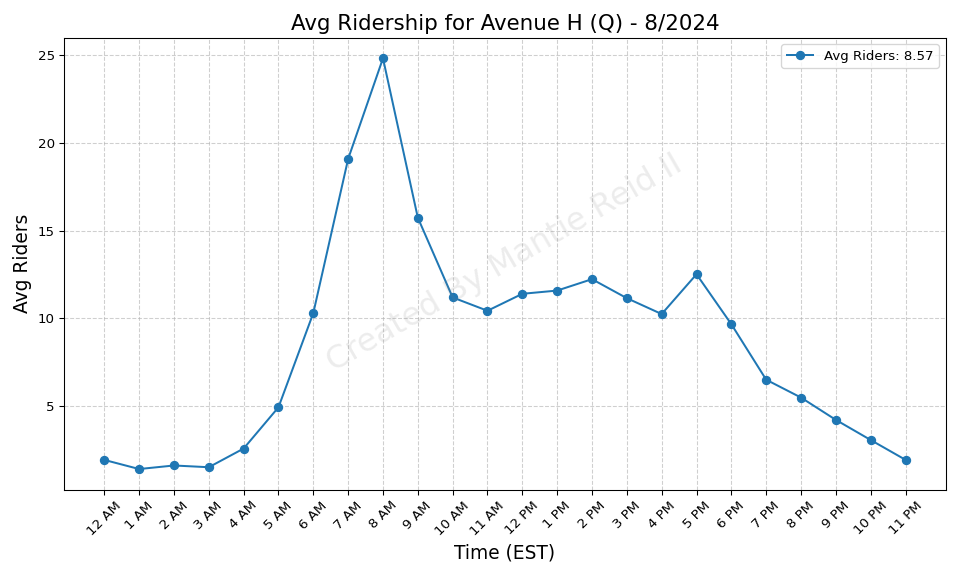 Avg Ridership for Avenue H (Q) - 8/2024
Avg Riders: 8.57
25
20
15
10
5
Avg Riders
Created By Mantie Reid II
12 AM
1 AM
2 AM
3 AM
4 AM
5 AM
6 AM
7 AM
8 AM
9 AM
10 AM
11 AM
12 PM
1 PM
2 PM
3 PM
4 PM
5 PM
6 PM
7 PM
8 PM
9 PM
10 PM
11 PM
Time (EST)